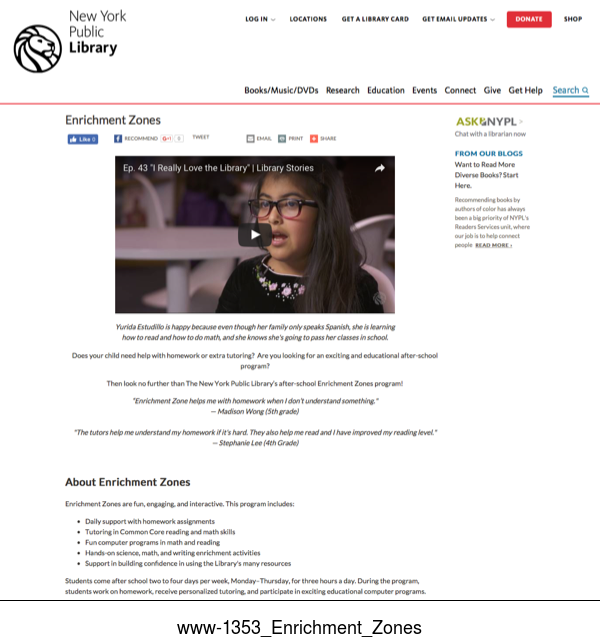 New York
Public
Library
LOG IN
LOCATIONS
GET A LIBRARY CARD
GET EMAIL UPDATES
DONATE
SHOP
Books/Music/DVDs Research Education Events Connect Give Get Help Search
Enrichment Zones
Like 0
RECOMMEND
G+1
0
TWEET
EMAIL
PRINT
SHARE
ASK NYPL
Chat with a librarian now
FROM OUR BLOGS
Want to Read More
Diverse Books? Start
Here.
Recommending books by
authors of color has always
been a big priority of NYPL's
Readers Services unit, where
our job is to help connect
people READ MORE ›
Ep. 43 "I Really Love the Library" | Library Stories
Yurida Estudillo is happy because even though her family only speaks Spanish, she is learning
how to read and how to do math, and she knows she's going to pass her classes in school.
Does your child need help with homework or extra tutoring? Are you looking for an exciting and educational after-school
program?
Then look no further than The New York Public Library's after-school Enrichment Zones program!
"Enrichment Zone helps me with homework when I don't understand something."
— Madison Wong (5th grade)
"The tutors help me understand my homework if it's hard. They also help me read and I have improved my reading level."
— Stephanie Lee (4th Grade)
About Enrichment Zones
Enrichment Zones are fun, engaging, and interactive. This program includes:
• Daily support with homework assignments
• Tutoring in Common Core reading and math skills
• Fun computer programs in math and reading
• Hands-on science, math, and writing enrichment activities
• Support in building confidence in using the Library's many resources
Students come after school two to four days per week, Monday-Thursday, for three hours a day. During the program,
students work on homework, receive personalized tutoring, and participate in exciting educational computer programs.
www-1353_Enrichment_Zones